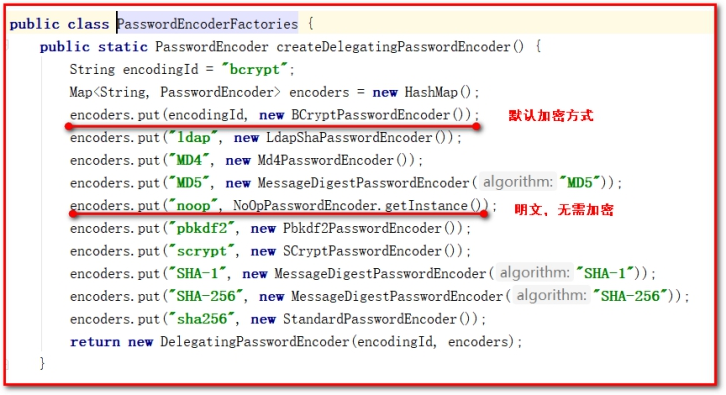 public class PasswordEncoderFactories {
public static PasswordEncoder createDelegatingPasswordEncoder() {
String encodingId = "bcrypt";
Map<String, PasswordEncoder> encoders = new HashMap();
encoders.put(encodingId, new BCryptPasswordEncoder()); 默认加密方式
encoders.put("ldap", new LdapShaPasswordEncoder());
encoders.put("MD4", new Md4PasswordEncoder());
encoders.put("MD5", new MessageDigestPasswordEncoder( algorithm: "MD5"));
encoders.put("noop", NoOpPasswordEncoder.getInstance()); 明文，无需加密
encoders.put("pbkdf2", new Pbkdf2PasswordEncoder());
encoders.put("scrypt", new SCryptPasswordEncoder());
encoders.put("SHA-1", new MessageDigestPasswordEncoder( algorithm: "SHA-1"));
encoders.put("SHA-256", new MessageDigestPasswordEncoder( algorithm: "SHA-256"));
encoders.put("sha256", new StandardPasswordEncoder());
return new DelegatingPasswordEncoder(encodingId, encoders);
}